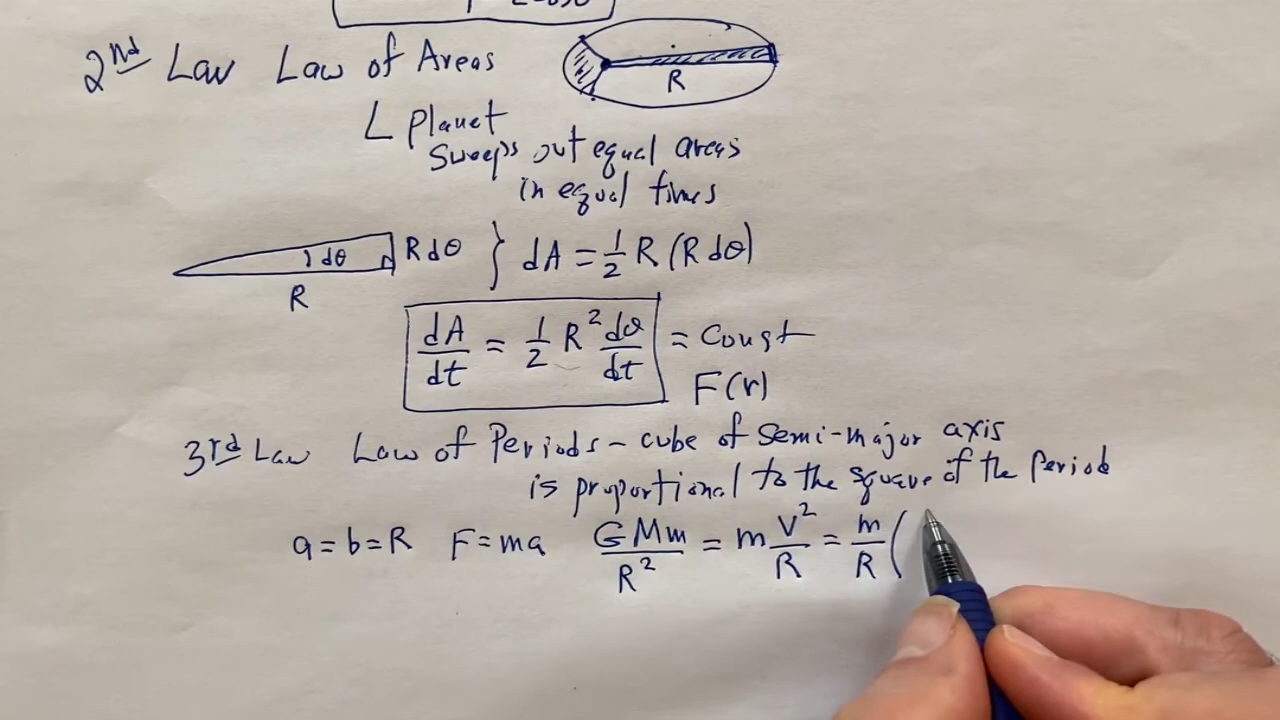 2nd Law Law of Areas
R
L Planet
Sweeps out equal areas
in equal times
dθ Rdθ } dA = 1/2 R (R dθ)
R
dA/dt = 1/2 R² dθ/dt = Const
F(r)
3rd Law Law of Periods - cube of semi-major axis
is proportional to the square of the Period
a = b = R F = ma GMm/R² = m V²/R = m/R (